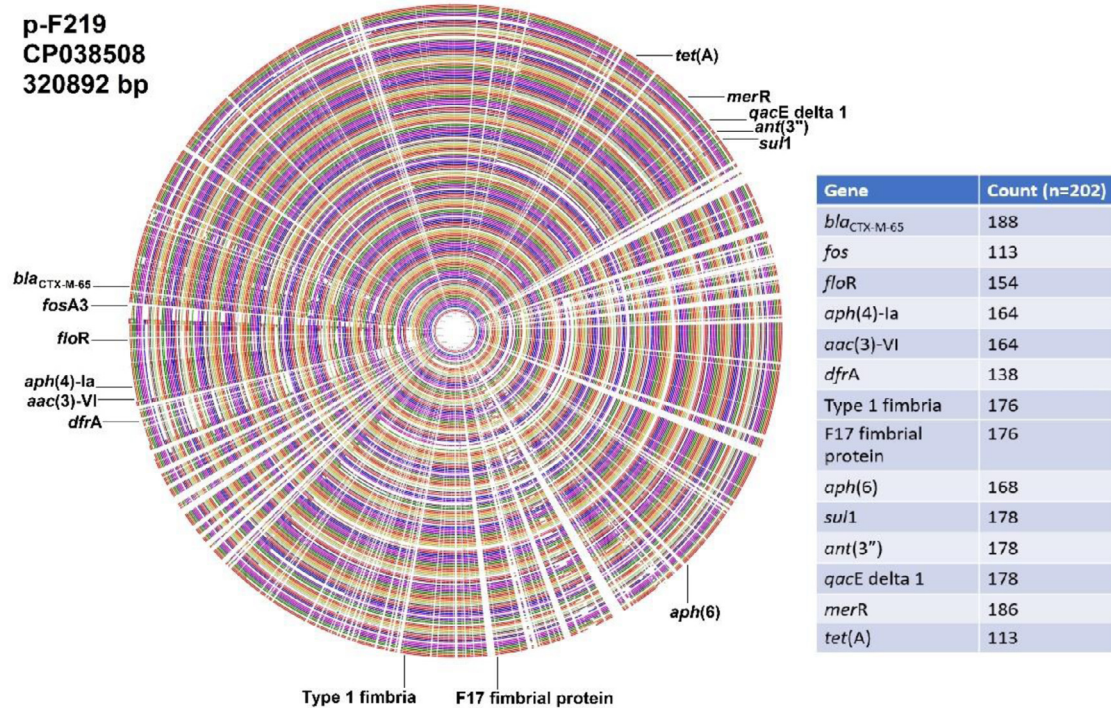 p-F219
CP038508
320892 bp
tet(A)
merR
qacE delta 1
ant(3")
sul1
blaCTX-M-65
fosA3
floR
aph(4)-Ia
aac(3)-VI
dfrA
aph(6)
Type 1 fimbria
F17 fimbrial protein
Gene Count (n=202)
blaCTX-M-65 188
fos 113
floR 154
aph(4)-Ia 164
aac(3)-VI 164
dfrA 138
Type 1 fimbria 176
F17 fimbrial 176
protein
aph(6) 168
sul1 178
ant(3”) 178
qacE delta 1 178
merR 186
tet(A) 113